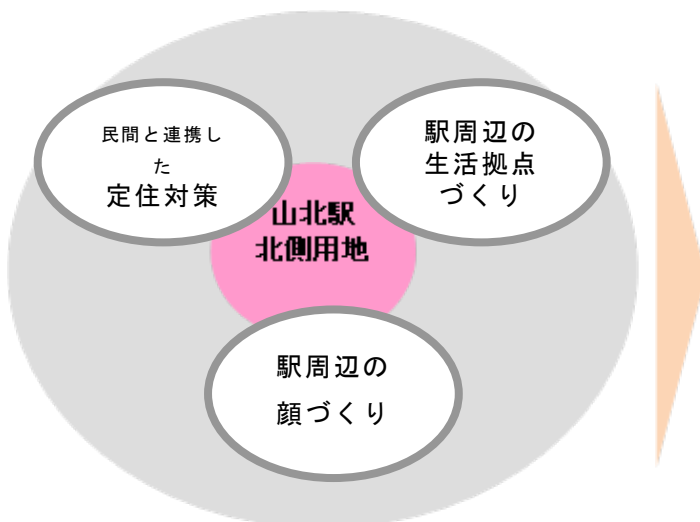 民間と連携し
た
定住対策
駅周辺の
生活拠点
づくり
山北駅
北側用地
駅周辺の
顔づくり